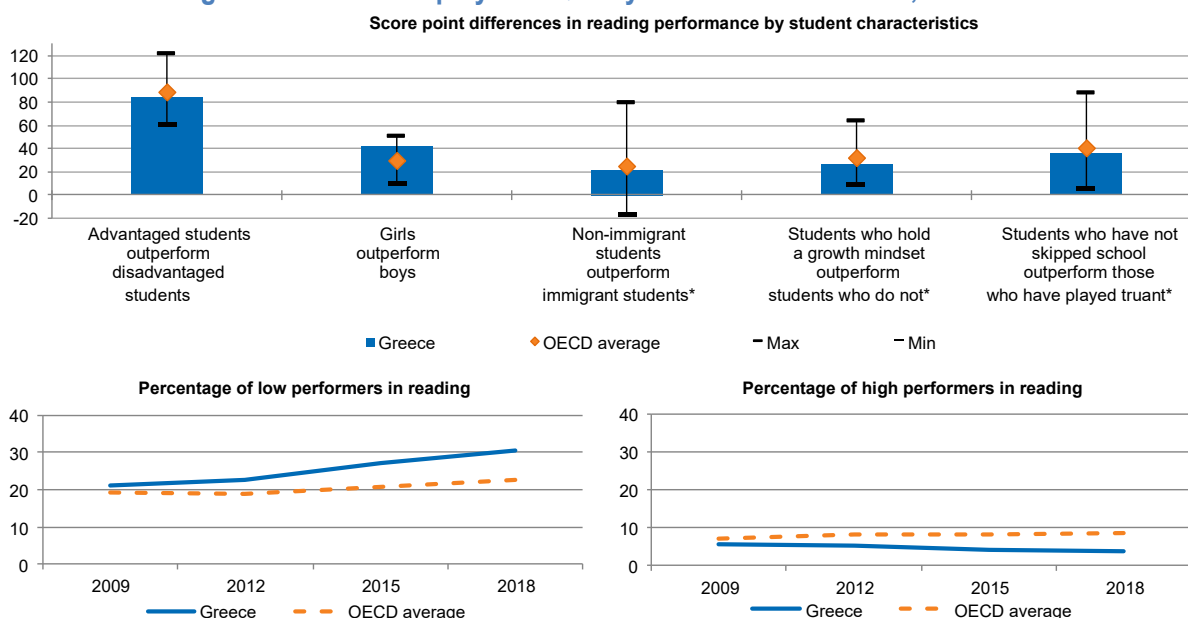 Score point differences in reading performance by student characteristics
120
100
80
60
40
20
0
-20
Advantaged students
outperform
disadvantaged
students
Girls
outperform
boys
Non-immigrant
students
outperform
immigrant students*
Students who hold
a growth mindset
outperform
students who do not*
Students who have not
skipped school
outperform those
who have played truant*
Greece OECD average Max Min
Percentage of low performers in reading
40
30
20
10
0
2009 2012 2015 2018
Greece OECD average
Percentage of high performers in reading
40
30
20
10
0
2009 2012 2015 2018
Greece OECD average